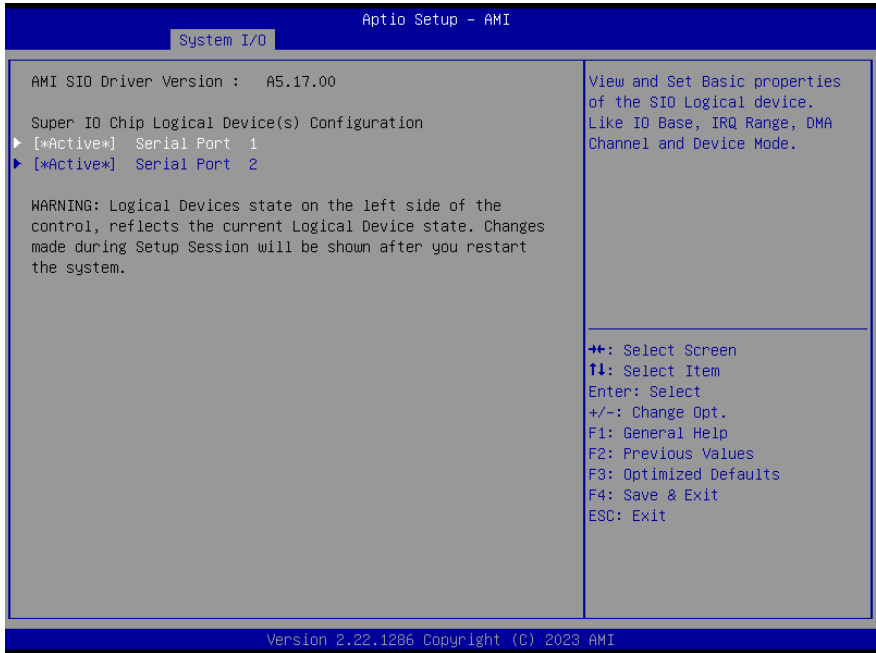 Aptio Setup – AMI
System I/O
AMI SIO Driver Version :   A5.17.00
Super IO Chip Logical Device(s) Configuration
[*Active*]  Serial Port  1
[*Active*]  Serial Port  2
WARNING: Logical Devices state on the left side of the
control, reflects the current Logical Device state. Changes
made during Setup Session will be shown after you restart
the system.
View and Set Basic properties
of the SIO Logical device.
Like IO Base, IRQ Range, DMA
Channel and Device Mode.
→←: Select Screen
↑↓: Select Item
Enter: Select
+/-: Change Opt.
F1: General Help
F2: Previous Values
F3: Optimized Defaults
F4: Save & Exit
ESC: Exit
Version 2.22.1286 Copyright (C) 2023 AMI